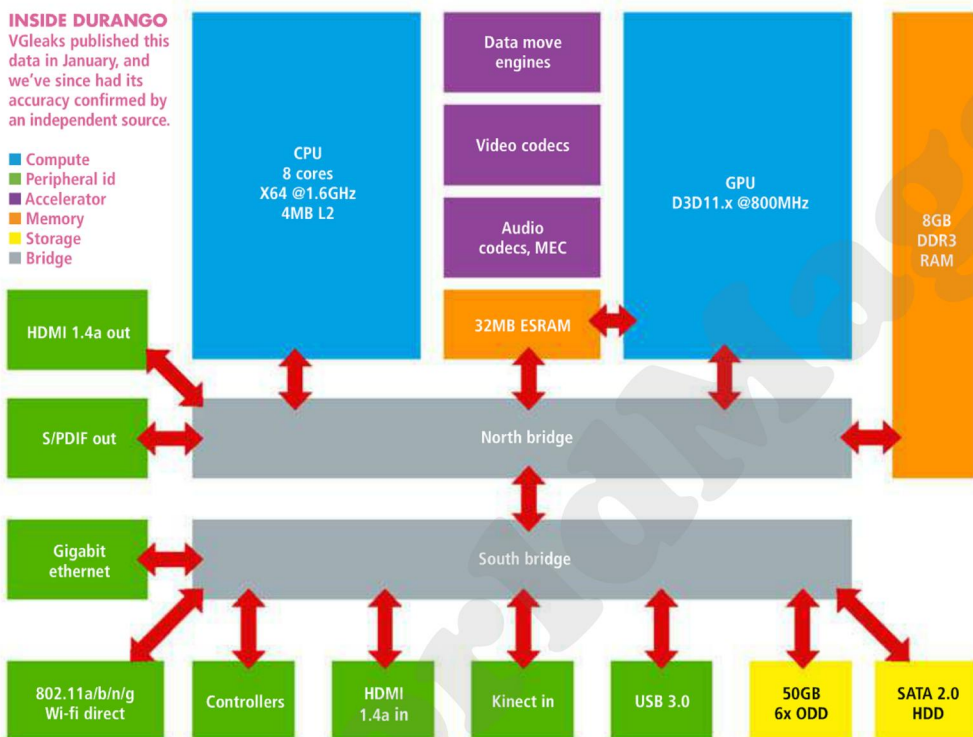 INSIDE DURANGO
VGleaks published this
data in January, and
we've since had its
accuracy confirmed by
an independent source.
Compute
Peripheral id
Accelerator
Memory
Storage
Bridge
CPU
8 cores
X64 @1.6GHz
4MB L2
Data move
engines
Video codecs
Audio
codecs, MEC
32MB ESRAM
GPU
D3D11.x @800MHz
8GB
DDR3
RAM
HDMI 1.4a out
S/PDIF out
North bridge
Gigabit
ethernet
South bridge
802.11a/b/n/g
Wi-fi direct
Controllers
HDMI
1.4a in
Kinect in
USB 3.0
50GB
6x ODD
SATA 2.0
HDD